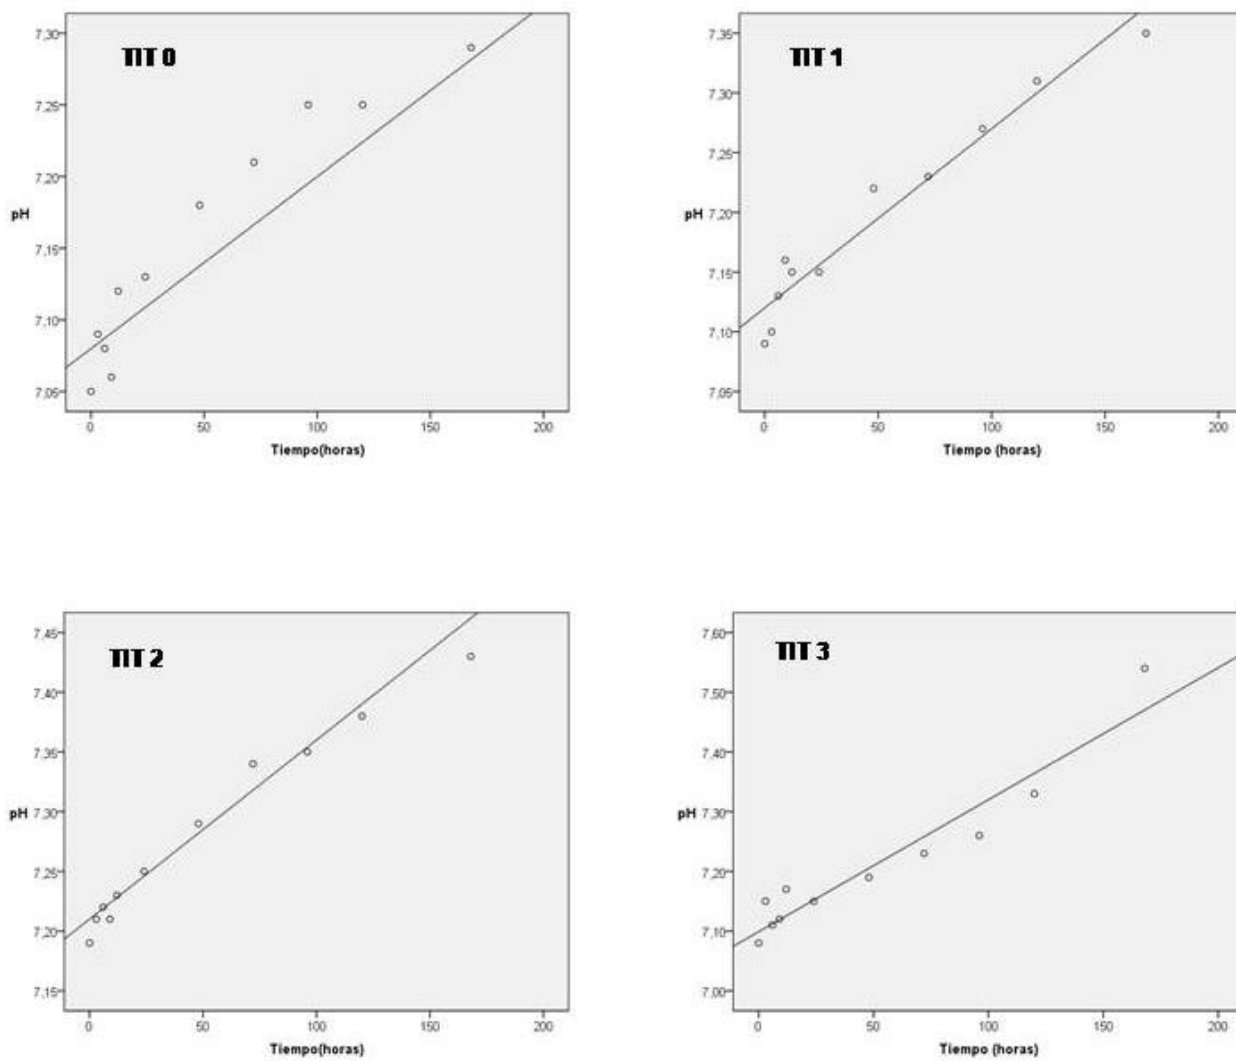 TIT 0
7,30
7,25
7,20
pH
7,15
7,10
7,05
0 50 100 150 200
Tiempo(horas)
TIT 1
7,35
7,30
7,25
7,20
pH
7,15
7,10
7,05
0 50 100 150 200
Tiempo (horas)
TIT 2
7,45
7,40
7,35
pH 7,30
7,25
7,20
7,15
0 50 100 150 200
Tiempo(horas)
TIT 3
7,60
7,50
7,40
pH 7,30
7,20
7,10
7,00
0 50 100 150 200
Tiempo (horas)